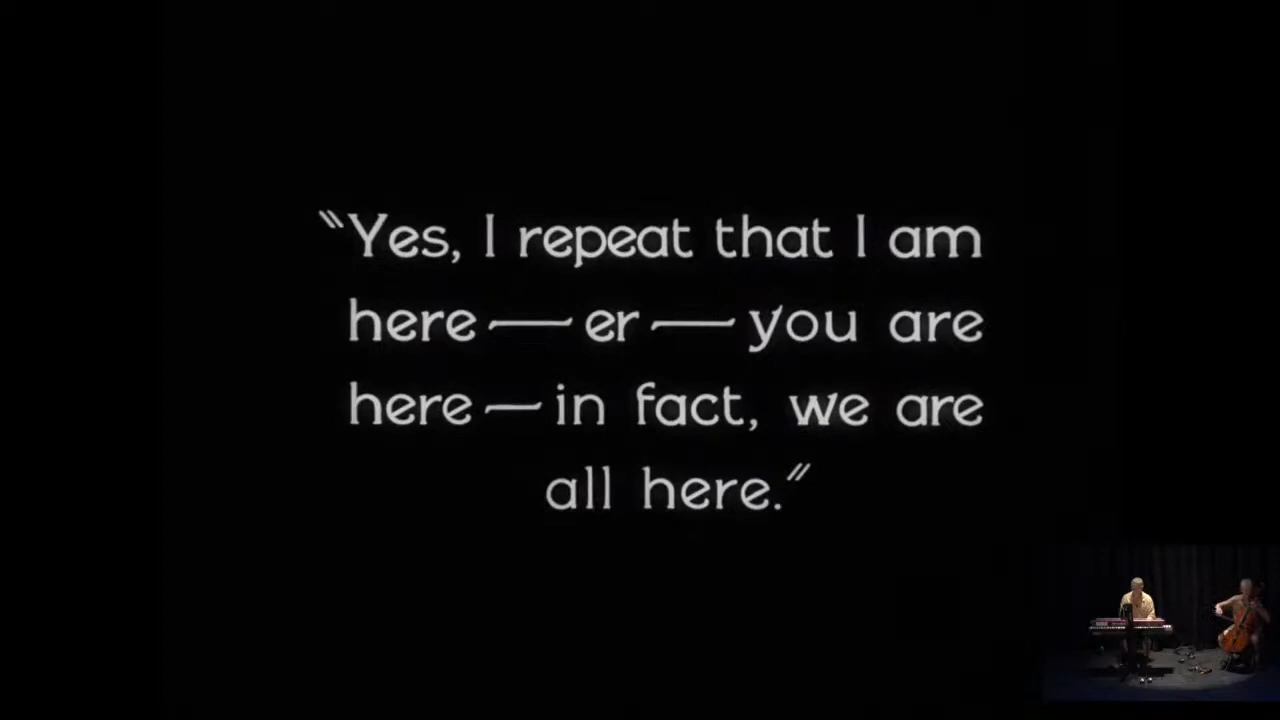 "Yes, I repeat that I am
here — er — you are
here — in fact, we are
all here."